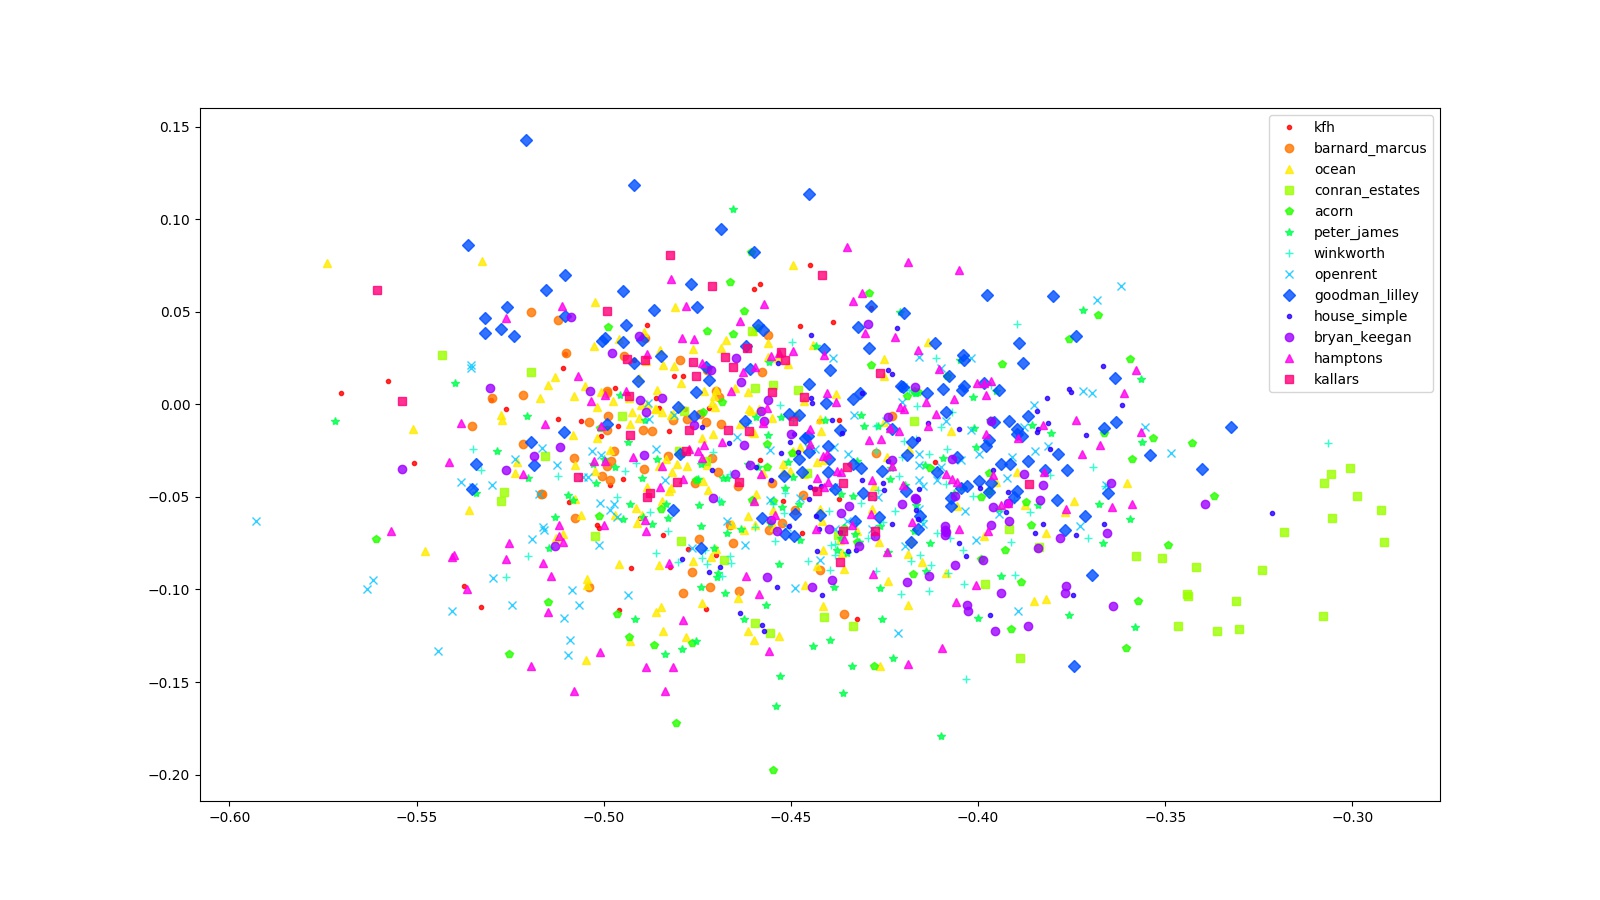 0.15
0.10
0.05
0.00
−0.05
−0.10
−0.15
−0.20
−0.60
−0.55
−0.50
−0.45
−0.40
−0.35
−0.30
kfh
barnard_marcus
ocean
conran_estates
acorn
peter_james
winkworth
openrent
goodman_lilley
house_simple
bryan_keegan
hamptons
kallars